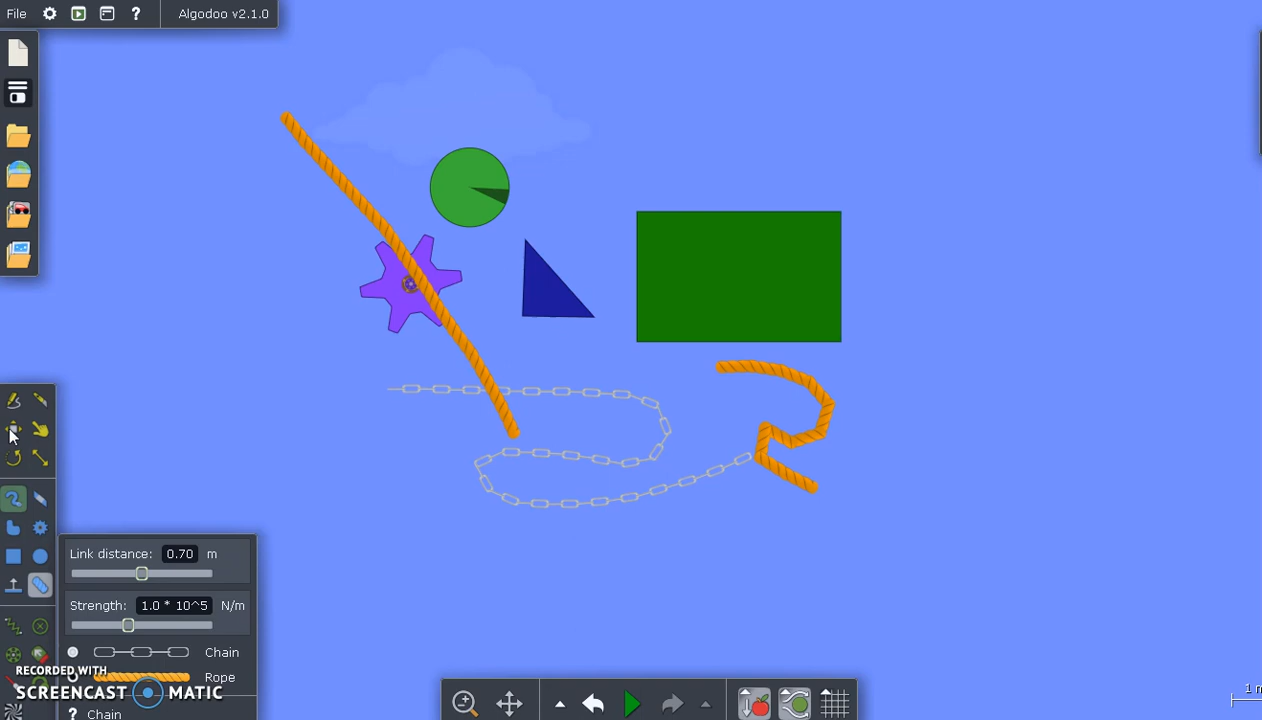 File ? Algodoo v2.1.0
Link distance: 0.70 m
Strength: 1.0 * 10^5 N/m
Chain
RECORDED WITH
Rope
SCREENCAST MATIC
? Chain
1 m